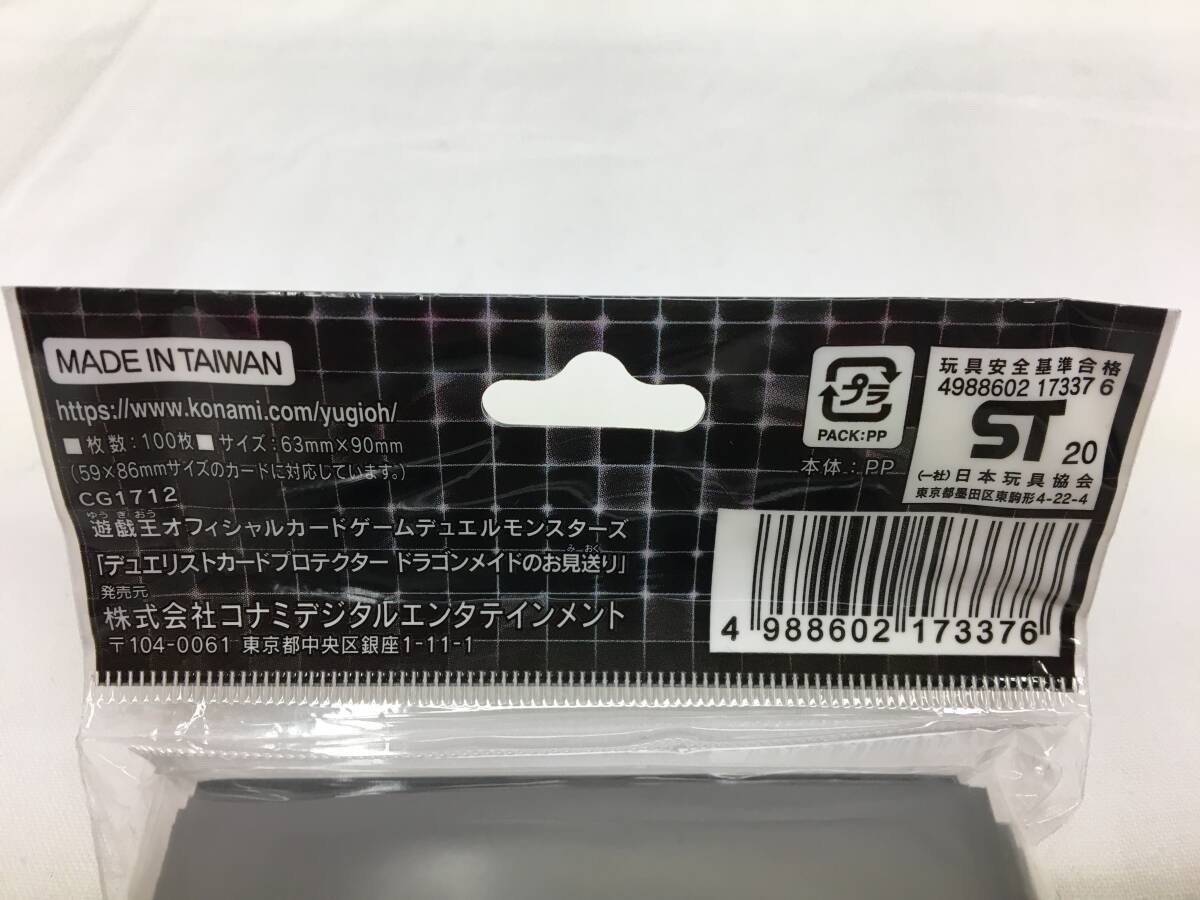 MADE IN TAIWAN
https://www.konami.com/yugioh/
■枚数:100枚■サイズ:63mm×90mm
(59×86mmサイズのカードに対応しています。)
CG1712
ゆうぎおう
遊戯王オフィシャルカードゲームデュエルモンスターズ
みおく
「デュエリストカードプロテクター ドラゴンメイドのお見送り」
発売元
株式会社コナミデジタルエンタテインメント
〒104-0061 東京都中央区銀座1-11-1
プラ
PACK:PP
本体:PP
玩具安全基準合格
4988602 17337 6
ST 20
(一社)日本玩具協会
東京都墨田区東駒形4-22-4
4 988602 173376